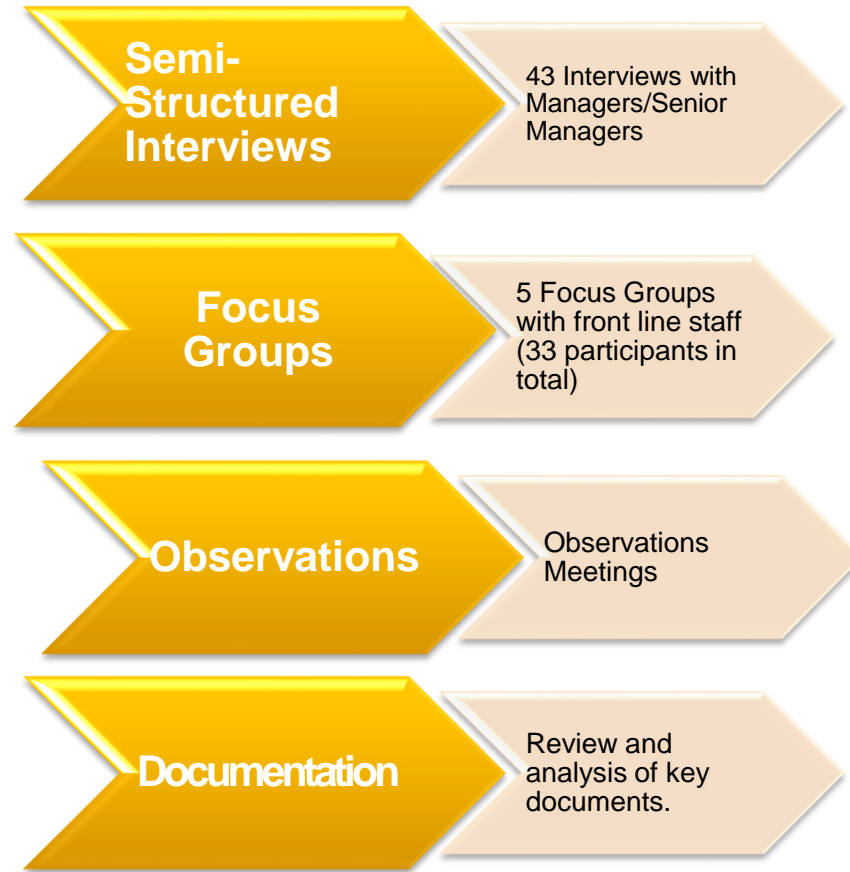 Semi-
Structured
Interviews
43 Interviews with
Managers/Senior
Managers
Focus
Groups
5 Focus Groups
with front line staff
(33 participants in
total)
Observations
Observations
Meetings
Documentation
Review and
analysis of key
documents.